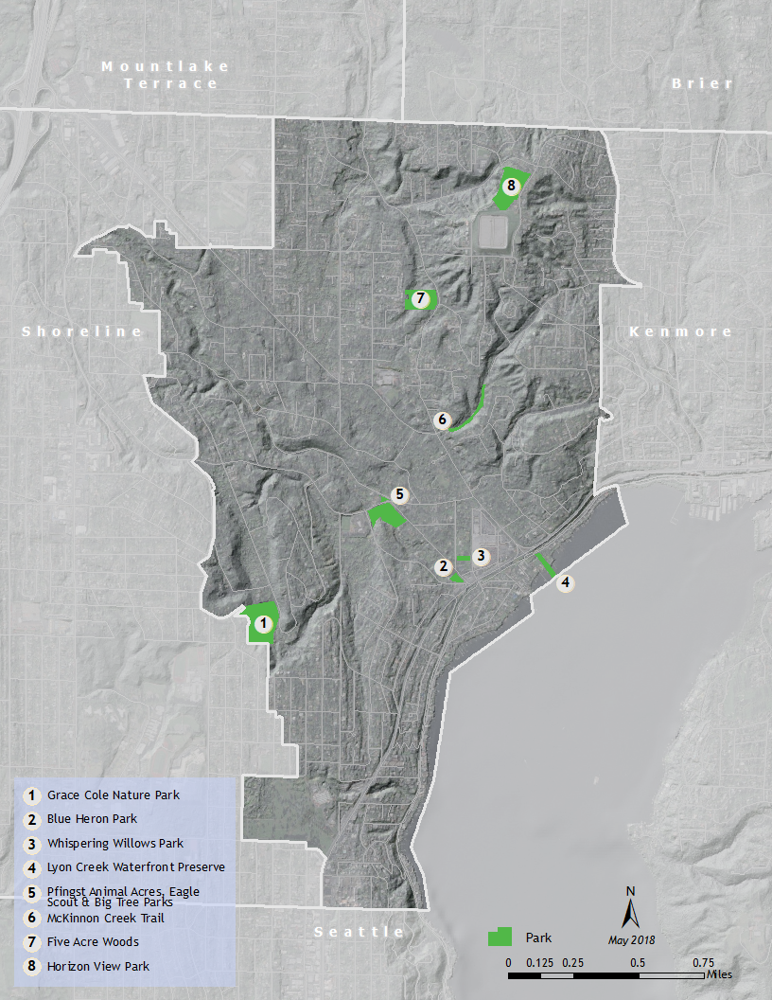 Mountlake
Terrace
Brier
8
7
Shoreline
Kenmore
6
5
3
2
4
1
1 Grace Cole Nature Park
2 Blue Heron Park
3 Whispering Willows Park
4 Lyon Creek Waterfront Preserve
5 Pfingst Animal Acres, Eagle
Scout & Big Tree Parks
6 McKinnon Creek Trail
7 Five Acre Woods
8 Horizon View Park
Seattle
Park
N
May 2018
0 0.125 0.25 0.5 0.75
Miles